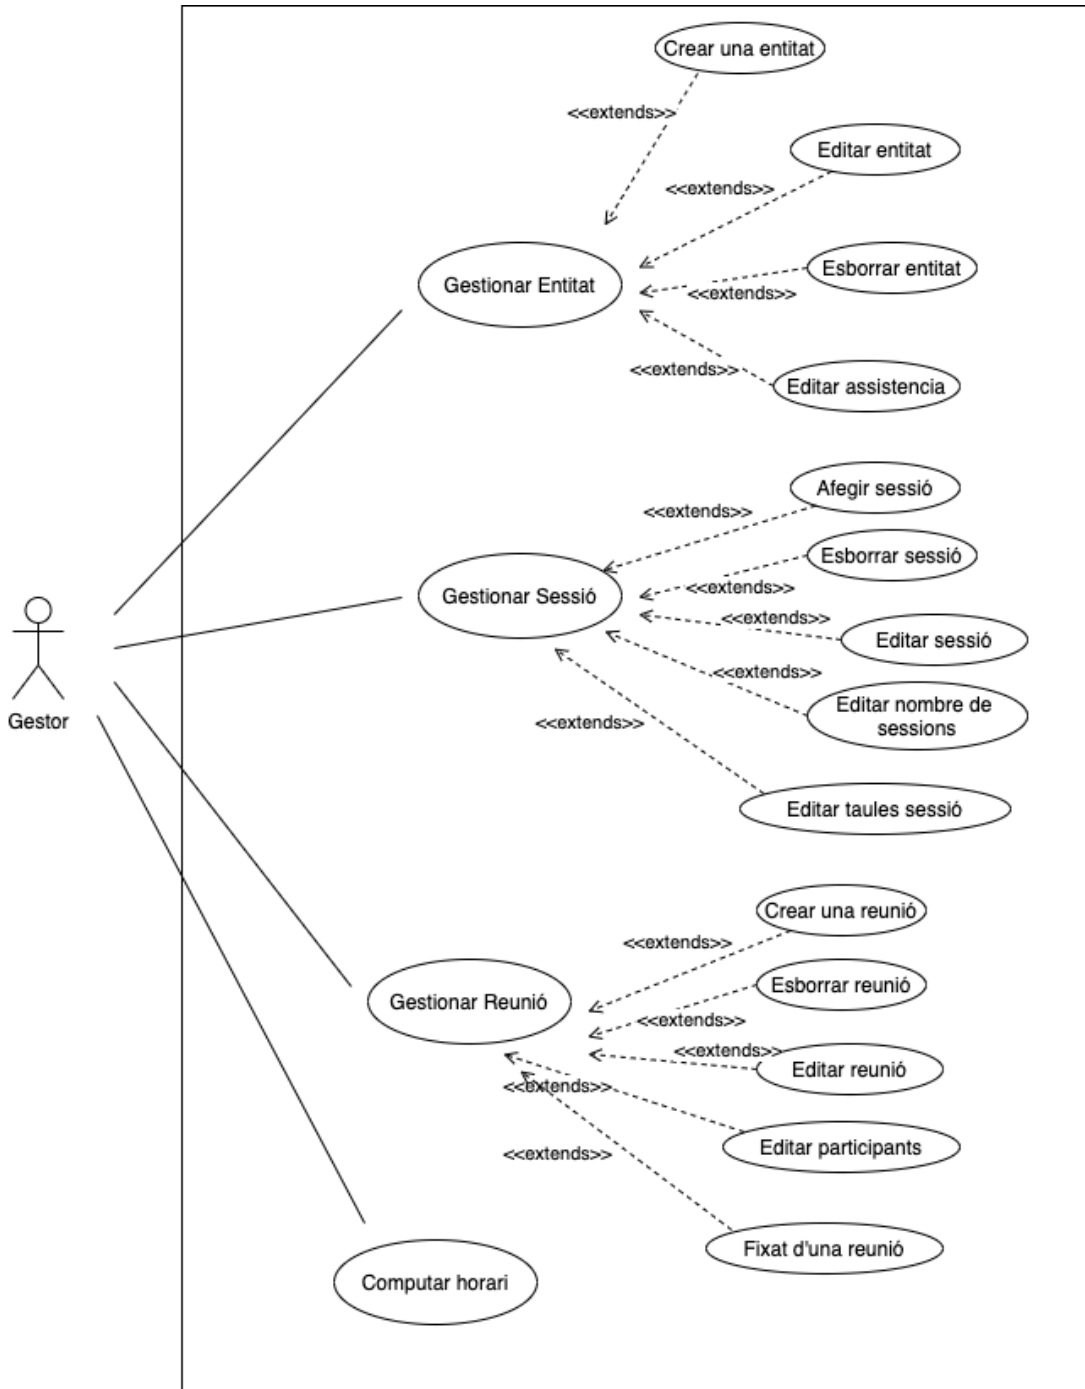 Crear una entitat
<<extends>>
Editar entitat
<<extends>>
Esborrar entitat
Gestionar Entitat
<<extends>>
<<extends>>
Editar assistencia
Afegir sessió
<<extends>>
Esborrar sessió
<<extends>>
Gestionar Sessió
<<extends>>
Editar sessió
<<extends>>
Editar nombre de
sessions
Gestor
<<extends>>
Editar taules sessió
Crear una reunió
<<extends>>
Esborrar reunió
Gestionar Reunió
<<extends>>
<<extends>>
Editar reunió
<<extends>>
Editar participants
<<extends>>
Fixat d'una reunió
Computar horari